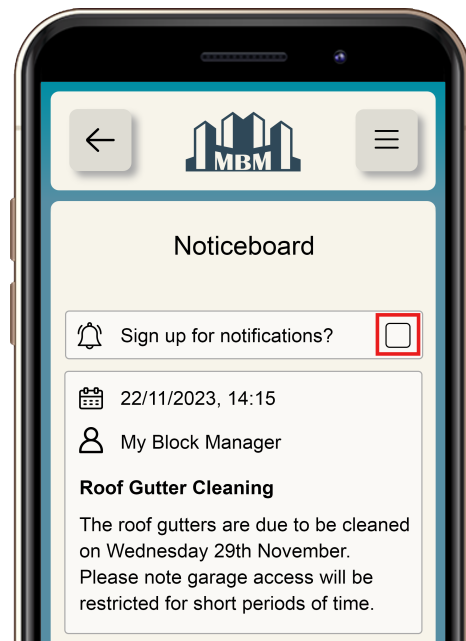 MBM
Noticeboard
Sign up for notifications?
22/11/2023, 14:15
My Block Manager
Roof Gutter Cleaning
The roof gutters are due to be cleaned
on Wednesday 29th November.
Please note garage access will be
restricted for short periods of time.